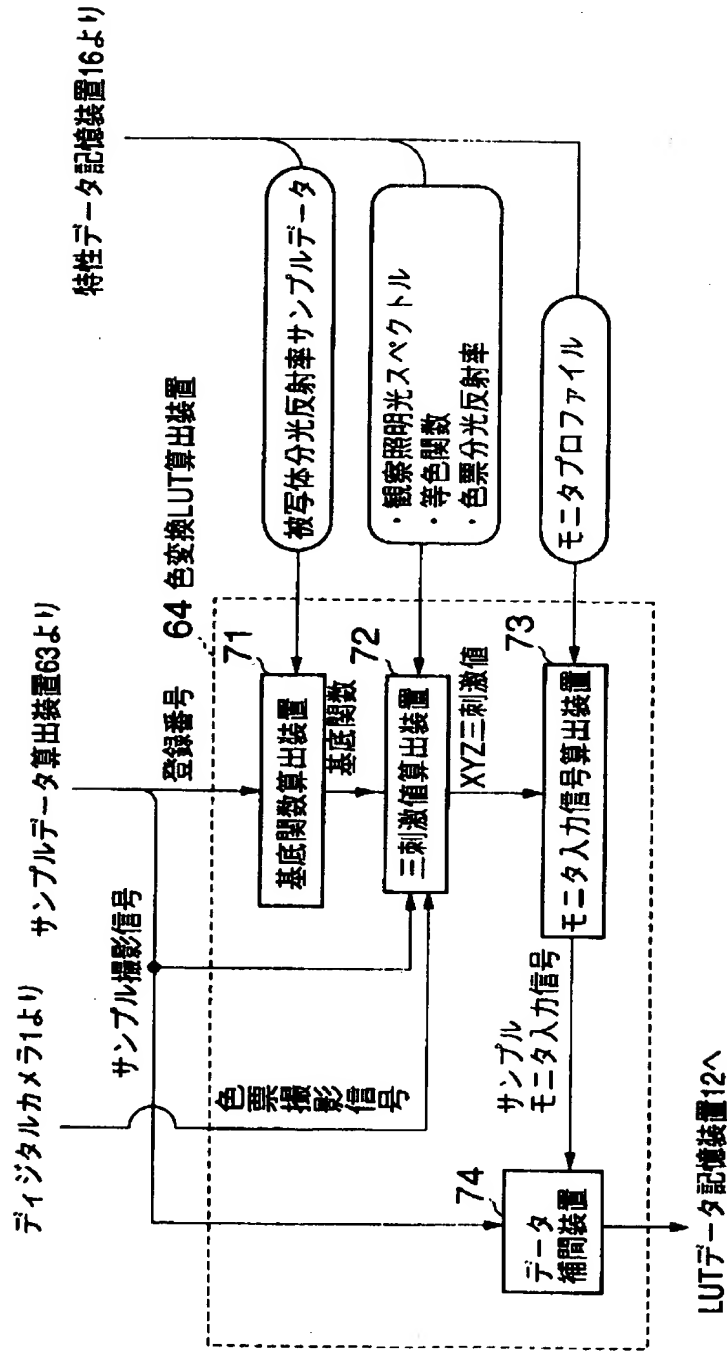 ディジタルカメラ1より
サンプルデータ算出装置63より
特性データ記憶装置16より
サンプル撮影信号
登録番号
64 色変換LUT算出装置
色票撮影信号
71
基底関数算出装置
被写体分光反射率サンプルデータ
基底関数
72
三刺激値算出装置
・観察照明光スペクトル
・等色関数
・色票分光反射率
XYZ三刺激値
73
モニタ入力信号算出装置
モニタプロファイル
サンプル
モニタ入力信号
74
データ
補間装置
LUTデータ記憶装置12へ